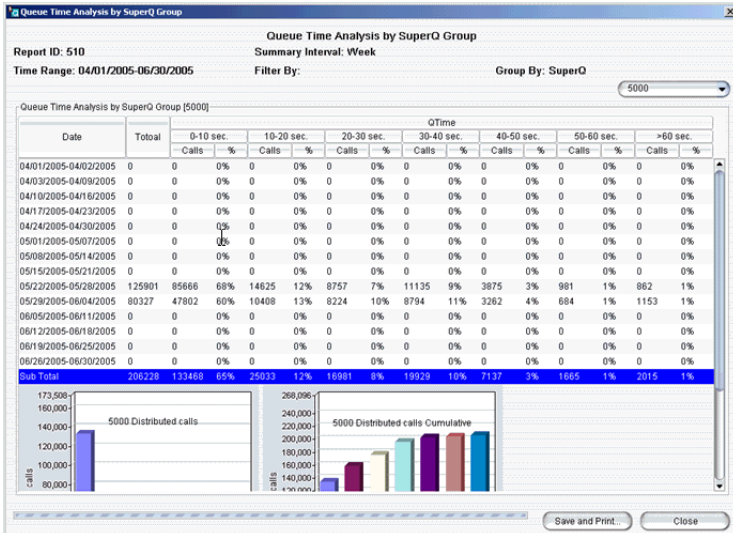 Queue Time Analysis by SuperQ Group
Queue Time Analysis by SuperQ Group
Report ID: 510 Summary Interval: Week
Time Range: 04/01/2005-06/30/2005 Filter By: Group By: SuperQ
5000
Queue Time Analysis by SuperQ Group [5000]
QTime
Date Totoal 0-10 sec. 10-20 sec. 20-30 sec. 30-40 sec. 40-50 sec. 50-60 sec. >60 sec.
Calls % Calls % Calls % Calls % Calls % Calls % Calls %
04/01/2005-04/02/2005 0 0 0% 0 0% 0 0% 0 0% 0 0% 0 0% 0 0%
04/03/2005-04/09/2005 0 0 0% 0 0% 0 0% 0 0% 0 0% 0 0% 0 0%
04/10/2005-04/16/2005 0 0 0% 0 0% 0 0% 0 0% 0 0% 0 0% 0 0%
04/17/2005-04/23/2005 0 0 0% 0 0% 0 0% 0 0% 0 0% 0 0% 0 0%
04/24/2005-04/30/2005 0 0 0% 0 0% 0 0% 0 0% 0 0% 0 0% 0 0%
05/01/2005-05/07/2005 0 0 0% 0 0% 0 0% 0 0% 0 0% 0 0% 0 0%
05/08/2005-05/14/2005 0 0 0% 0 0% 0 0% 0 0% 0 0% 0 0% 0 0%
05/15/2005-05/21/2005 0 0 0% 0 0% 0 0% 0 0% 0 0% 0 0% 0 0%
05/22/2005-05/28/2005 125901 85666 68% 14625 12% 8757 7% 11135 9% 3875 3% 981 1% 862 1%
05/29/2005-06/04/2005 80327 47802 60% 10408 13% 8224 10% 8794 11% 3262 4% 684 1% 1153 1%
06/05/2005-06/11/2005 0 0 0% 0 0% 0 0% 0 0% 0 0% 0 0% 0 0%
06/12/2005-06/18/2005 0 0 0% 0 0% 0 0% 0 0% 0 0% 0 0% 0 0%
06/19/2005-06/25/2005 0 0 0% 0 0% 0 0% 0 0% 0 0% 0 0% 0 0%
06/26/2005-06/30/2005 0 0 0% 0 0% 0 0% 0 0% 0 0% 0 0% 0 0%
Sub Total 206228 133468 65% 25033 12% 16981 8% 19929 10% 7137 3% 1665 1% 2015 1%
173,508
160,000
140,000
120,000
100,000
80,000
calls
5000 Distributed calls
268,096
240,000
220,000
200,000
180,000
160,000
140,000
120,000
calls
5000 Distributed calls Cumulative
Save and Print... Close